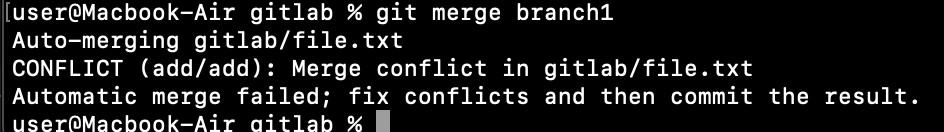 [user@Macbook-Air gitlab % git merge branch1
Auto-merging gitlab/file.txt
CONFLICT (add/add): Merge conflict in gitlab/file.txt
Automatic merge failed; fix conflicts and then commit the result.
user@Macbook-Air gitlab %